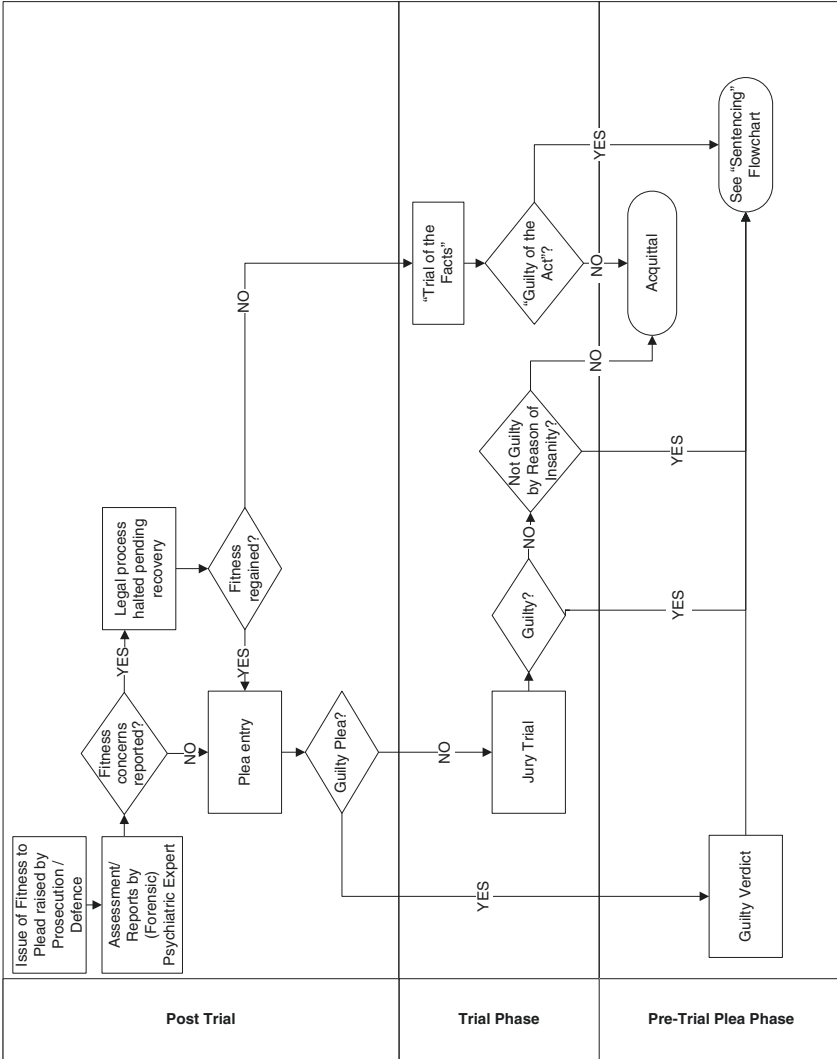 Issue of Fitness to
Plead raised by
Prosecution /
Defence
Assessment/
Reports by
(Forensic)
Psychiatric Expert
Fitness
concerns
reported?
YES
Legal process
halted pending
recovery
NO
Fitness
regained?
YES
NO
Plea entry
Guilty Plea?
NO
YES
Post Trial
"Trial of the
Facts"
"Guilty of the
Act"?
YES
NO
Jury Trial
Guilty?
NO
Not Guilty
by Reason of
Insanity?
NO
YES
YES
Trial Phase
Acquittal
See "Sentencing"
Flowchart
Guilty Verdict
Pre-Trial Plea Phase